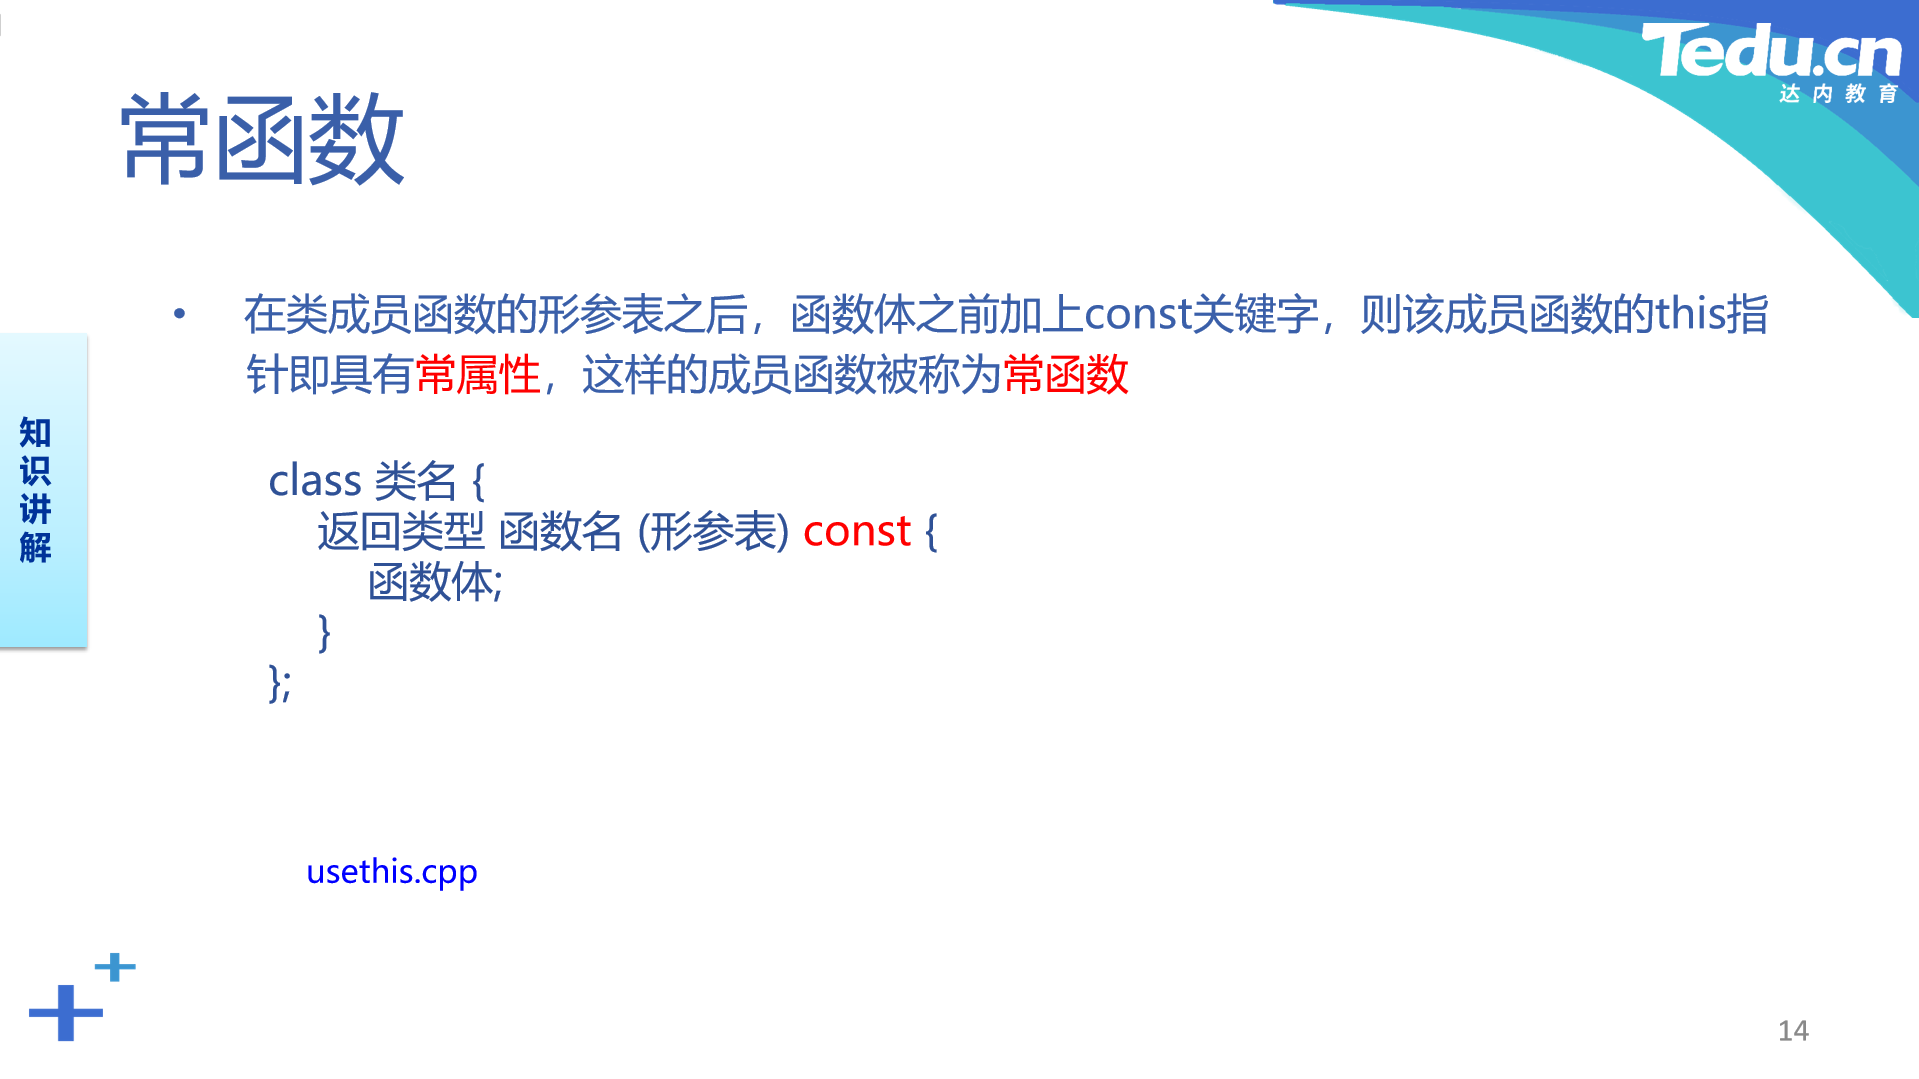 Tedu.cn
达内教育
常函数
• 在类成员函数的形参表之后，函数体之前加上const关键字，则该成员函数的this指
针即具有常属性，这样的成员函数被称为常函数
知
识
讲
解
class 类名 {
返回类型 函数名 (形参表) const {
函数体;
}
};
usethis.cpp
14